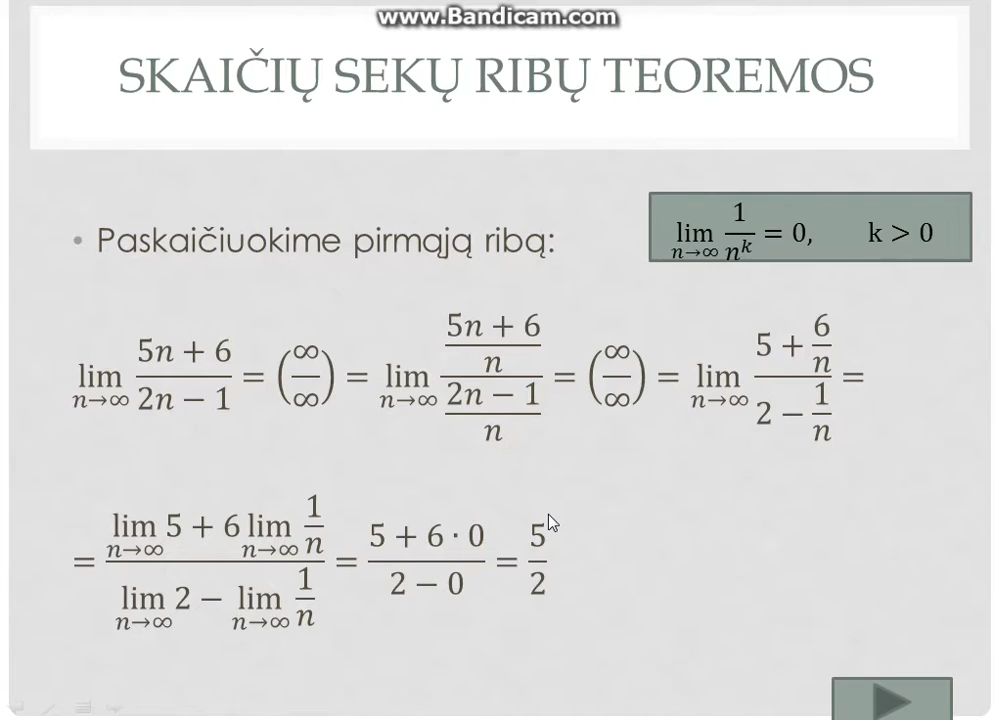 www.Bandicam.com
SKAIČIŲ SEKŲ RIBŲ TEOREMOS
• Paskaičiuokime pirmąją ribą:
lim_{n→∞} 1/n^k = 0, k > 0
lim_{n→∞} (5n + 6)/(2n − 1) = (∞/∞) = lim_{n→∞} ((5n + 6)/n)/((2n − 1)/n) = (∞/∞) = lim_{n→∞} (5 + 6/n)/(2 − 1/n) =
= (lim_{n→∞} 5 + 6 lim_{n→∞} 1/n)/(lim_{n→∞} 2 − lim_{n→∞} 1/n) = (5 + 6 · 0)/(2 − 0) = 5/2